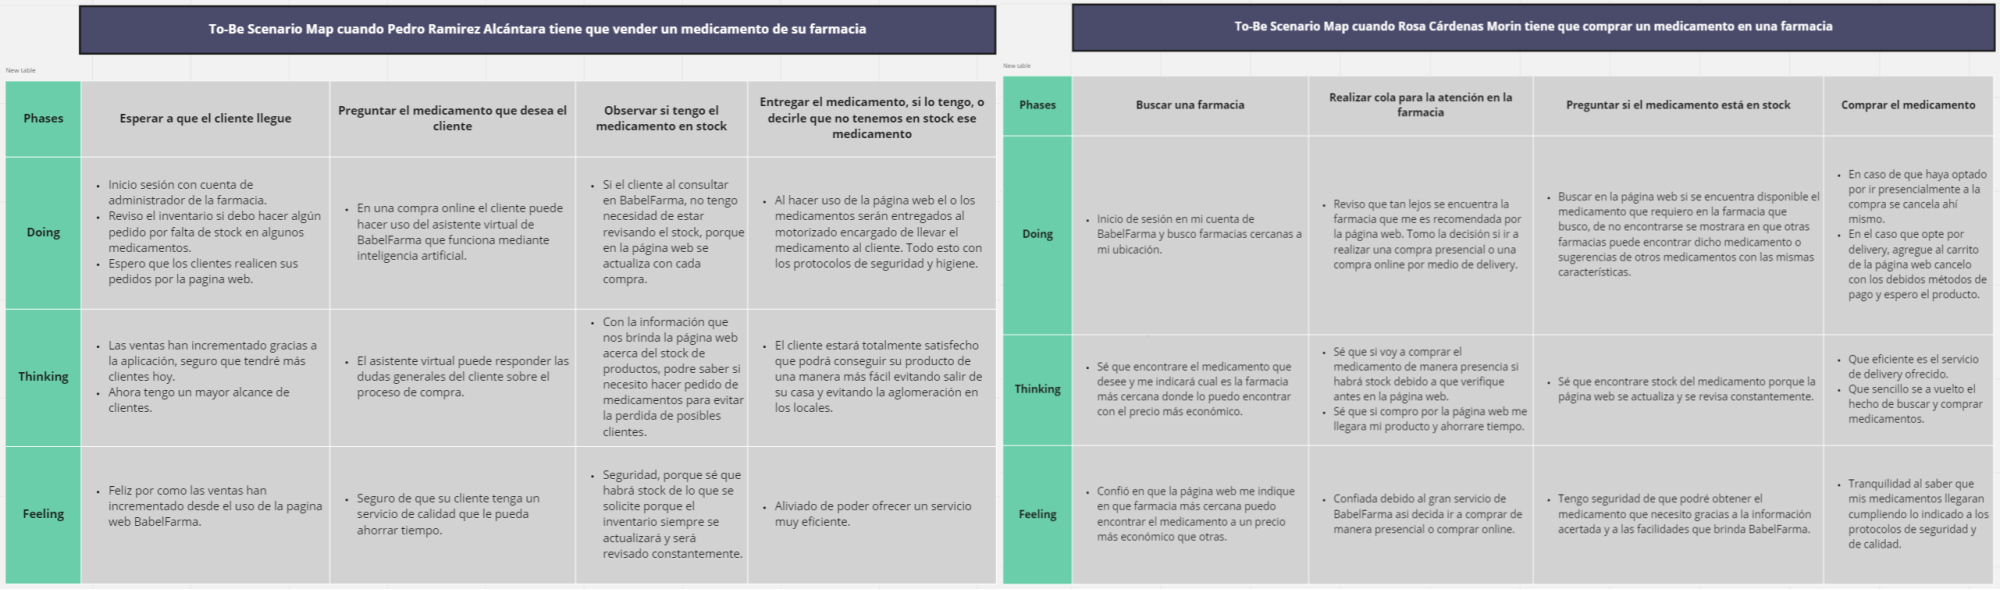 To-Be Scenario Map cuando Pedro Ramirez Alcántara tiene que vender un medicamento de su farmacia
New table
Phases
Esperar a que el cliente llegue
Preguntar el medicamento que desea el
cliente
Observar si tengo el
medicamento en stock
Entregar el medicamento, si lo tengo, o
decirle que no tenemos en stock ese
medicamento
Doing
• Inicio sesión con cuenta de
administrador de la farmacia.
• Reviso el inventario si debo hacer algún
pedido por falta de stock en algunos
medicamentos.
• Espero que los clientes realicen sus
pedidos por la pagina web.
• En una compra online el cliente puede
hacer uso del asistente virtual de
BabelFarma que funciona mediante
inteligencia artificial.
• Si el cliente al consultar
en BabelFarma, no tengo
necesidad de estar
revisando el stock, porque
en la página web se
actualiza con cada
compra.
• Al hacer uso de la página web el o los
medicamentos serán entregados al
motorizado encargado de llevar el
medicamento al cliente. Todo esto con
los protocolos de seguridad y higiene.
Thinking
• Las ventas han incrementado gracias a
la aplicación, seguro que tendré más
clientes hoy.
• Ahora tengo un mayor alcance de
clientes.
• El asistente virtual puede responder las
dudas generales del cliente sobre el
proceso de compra.
• Con la información que
nos brinda la página web
acerca del stock de
productos, podre saber si
necesito hacer pedido de
medicamentos para evitar
la perdida de posibles
clientes.
• El cliente estará totalmente satisfecho
que podrá conseguir su producto de
una manera más fácil evitando salir de
su casa y evitando la aglomeración en
los locales.
Feeling
• Feliz por como las ventas han
incrementado desde el uso de la pagina
web BabelFarma.
• Seguro de que su cliente tenga un
servicio de calidad que le pueda
ahorrar tiempo.
• Seguridad, porque sé que
habrá stock de lo que se
solicite porque el
inventario siempre se
actualizará y será
revisado constantemente.
• Aliviado de poder ofrecer un servicio
muy eficiente.
To-Be Scenario Map cuando Rosa Cárdenas Morin tiene que comprar un medicamento en una farmacia
New table
Phases
Buscar una farmacia
Realizar cola para la atención en la
farmacia
Preguntar si el medicamento está en stock
Comprar el medicamento
Doing
• Inicio de sesión en mi cuenta de
BabelFarma y busco farmacias cercanas a
mi ubicación.
• Reviso que tan lejos se encuentra la
farmacia que me es recomendada por
la página web. Tomo la decisión si ir a
realizar una compra presencial o una
compra online por medio de delivery.
• Buscar en la página web si se encuentra disponible el
medicamento que requiero en la farmacia que
busco, de no encontrarse se mostrara en que otras
farmacias puede encontrar dicho medicamento o
sugerencias de otros medicamentos con las mismas
características.
• En caso de que haya optado
por ir presencialmente a la
compra se cancela ahí
mismo.
• En el caso que opte por
delivery, agregue al carrito
de la página web cancelo
con los debidos métodos de
pago y espero el producto.
Thinking
• Sé que encontrare el medicamento que
desee y me indicará cual es la farmacia
más cercana donde lo puedo encontrar
con el precio más económico.
• Sé que si voy a comprar el
medicamento de manera presencia si
habrá stock debido a que verifique
antes en la página web.
• Sé que si compro por la página web me
llegara mi producto y ahorrare tiempo.
• Sé que encontrare stock del medicamento porque la
página web se actualiza y se revisa constantemente.
• Que eficiente es el servicio
de delivery ofrecido.
• Que sencillo se a vuelto el
hecho de buscar y comprar
medicamentos.
Feeling
• Confió en que la página web me indique
en que farmacia más cercana puedo
encontrar el medicamento a un precio
más económico que otras.
• Confiada debido al gran servicio de
BabelFarma asi decida ir a comprar de
manera presencial o comprar online.
• Tengo seguridad de que podré obtener el
medicamento que necesito gracias a la información
acertada y a las facilidades que brinda BabelFarma.
• Tranquilidad al saber que
mis medicamentos llegaran
cumpliendo lo indicado a los
protocolos de seguridad y
de calidad.